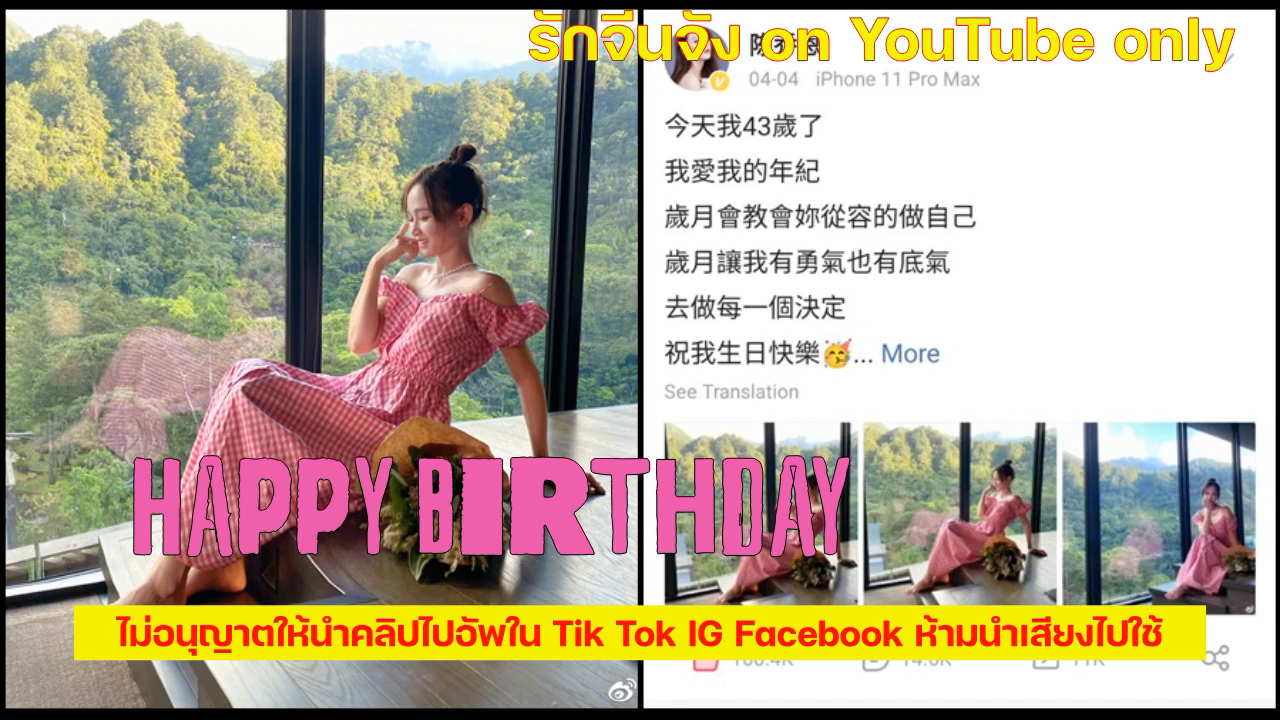 รักจีนจัง on YouTube only
04-04 iPhone 11 Pro Max
今天我43歲了
我愛我的年紀
歲月會教會妳從容的做自己
歲月讓我有勇氣也有底氣
去做每一個決定
祝我生日快樂🥳... More
See Translation
HAPPY BIRTHDAY
ไม่อนุญาตให้นำคลิปไปอัพใน Tik Tok IG Facebook ห้ามนำเสียงไปใช้